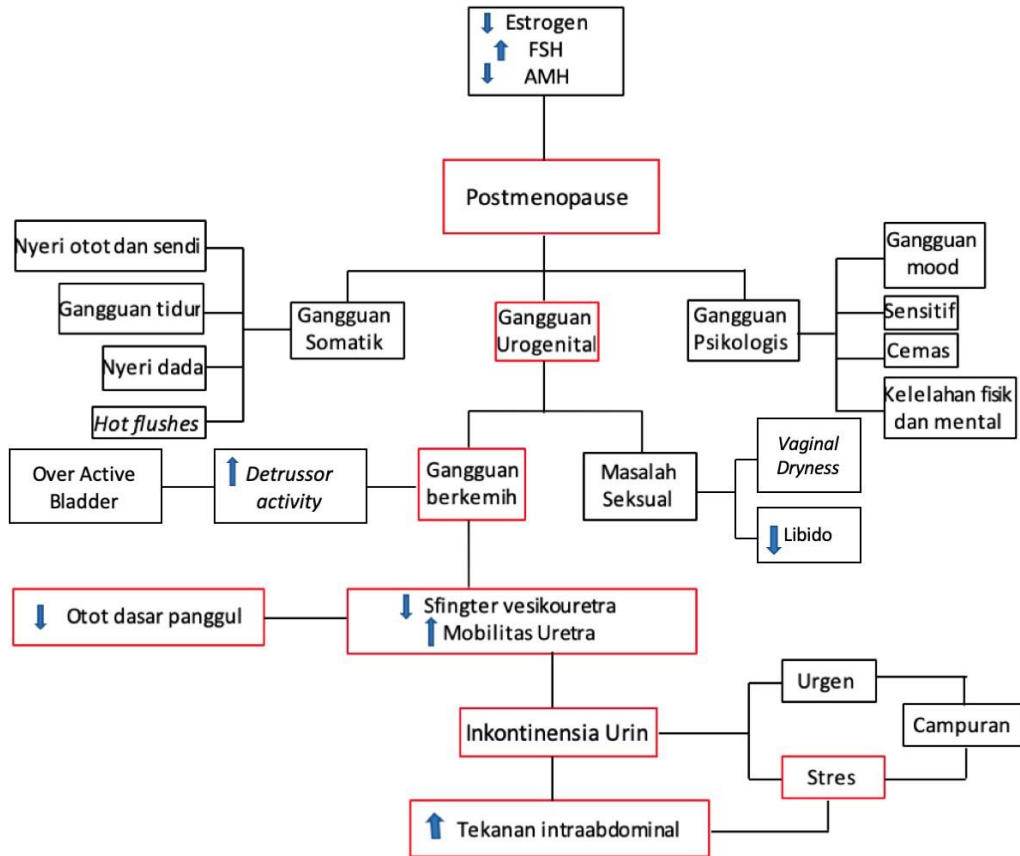 Estrogen
FSH
AMH
Postmenopause
Nyeri otot dan sendi
Gangguan tidur
Nyeri dada
Hot flushes
Gangguan
Somatik
Gangguan
Urogenital
Gangguan
Psikologis
Gangguan
mood
Sensitif
Cemas
Kelelahan fisik
dan mental
Over Active
Bladder
Detrussor
activity
Gangguan
berkemih
Masalah
Seksual
Vaginal
Dryness
Libido
Otot dasar panggul
Sfingter vesikouretra
Mobilitas Uretra
Inkontinensia Urin
Urgen
Campuran
Stres
Tekanan intraabdominal